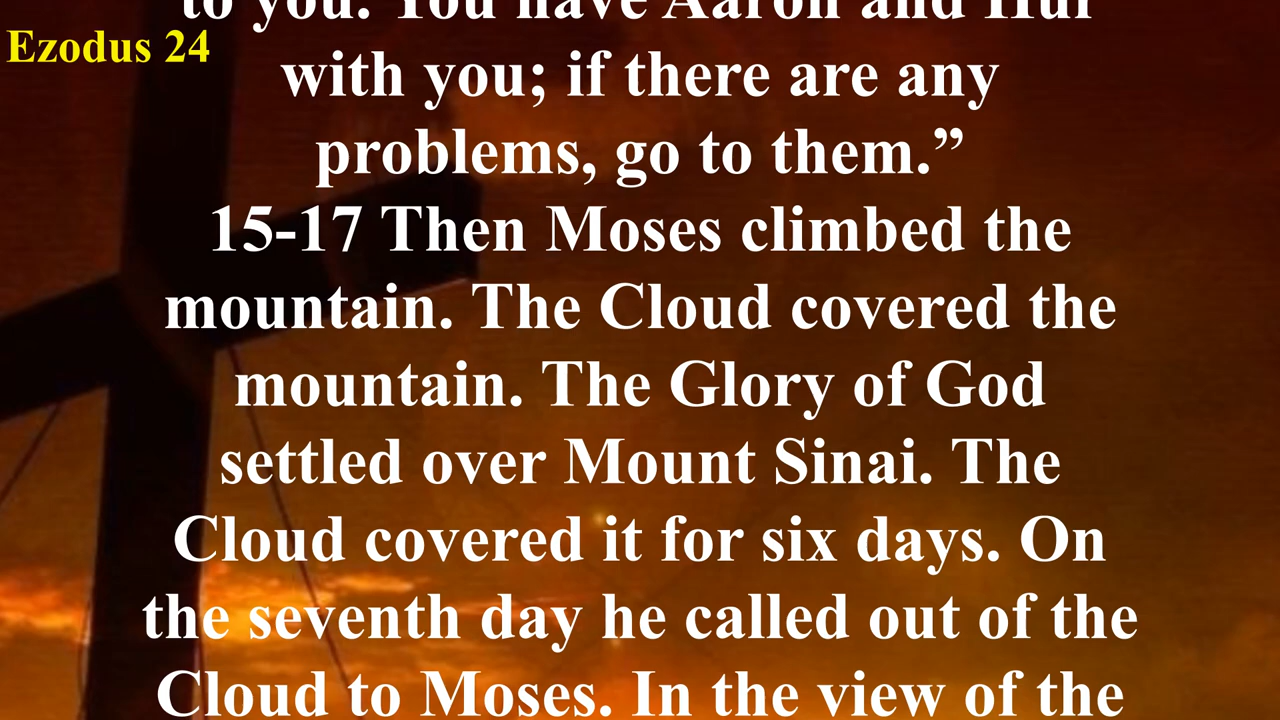 to you. You have Aaron and Hur
Ezodus 24
with you; if there are any
problems, go to them.”
15-17 Then Moses climbed the
mountain. The Cloud covered the
mountain. The Glory of God
settled over Mount Sinai. The
Cloud covered it for six days. On
the seventh day he called out of the
Cloud to Moses. In the view of the